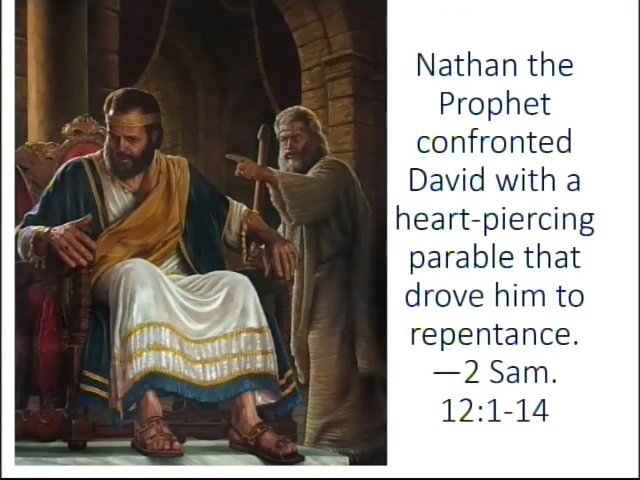 Nathan the
Prophet
confronted
David with a
heart-piercing
parable that
drove him to
repentance.
—2 Sam.
12:1-14